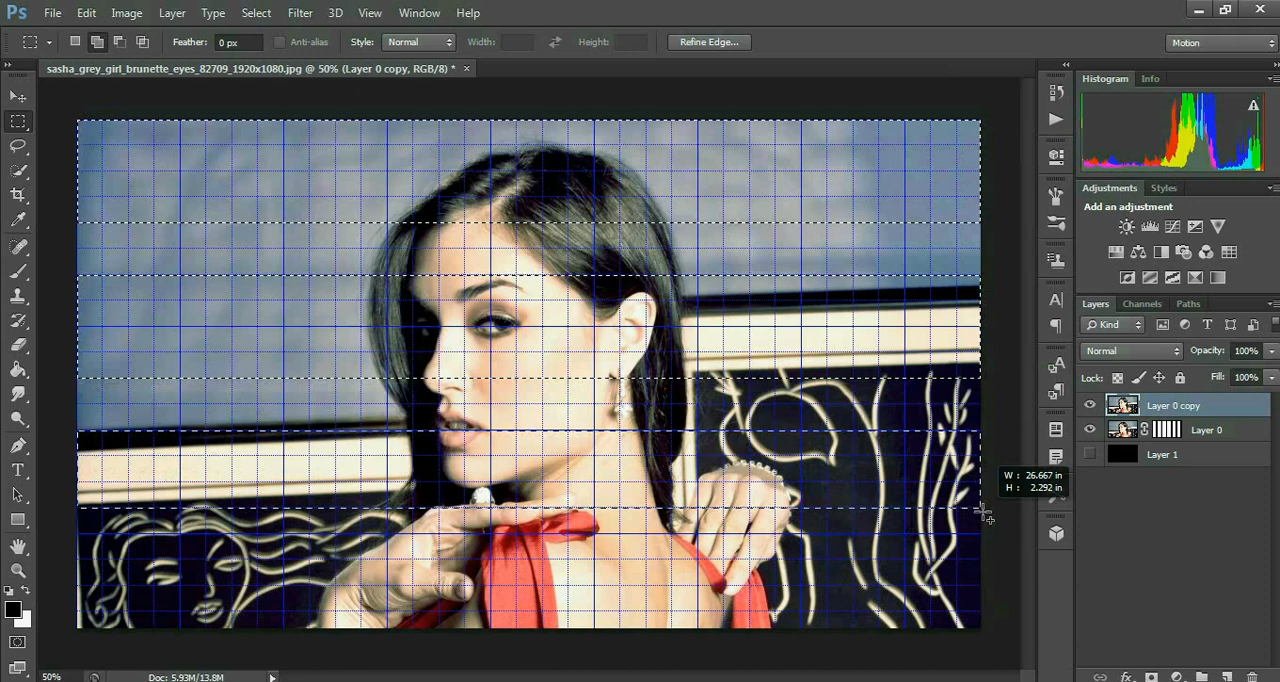 Ps File Edit Image Layer Type Select Filter 3D View Window Help
Feather: 0 px Anti-alias Style: Normal Width: Height: Refine Edge... Motion
sasha_grey_girl_brunette_eyes_82709_1920x1080.jpg @ 50% (Layer 0 copy, RGB/8) * ×
Histogram Info
Adjustments Styles
Add an adjustment
Layers Channels Paths
Kind
Normal Opacity: 100%
Lock: Fill: 100%
Layer 0 copy
Layer 0
Layer 1
W : 26.667 in
H : 2.292 in
50% Doc: 5.93M/13.8M